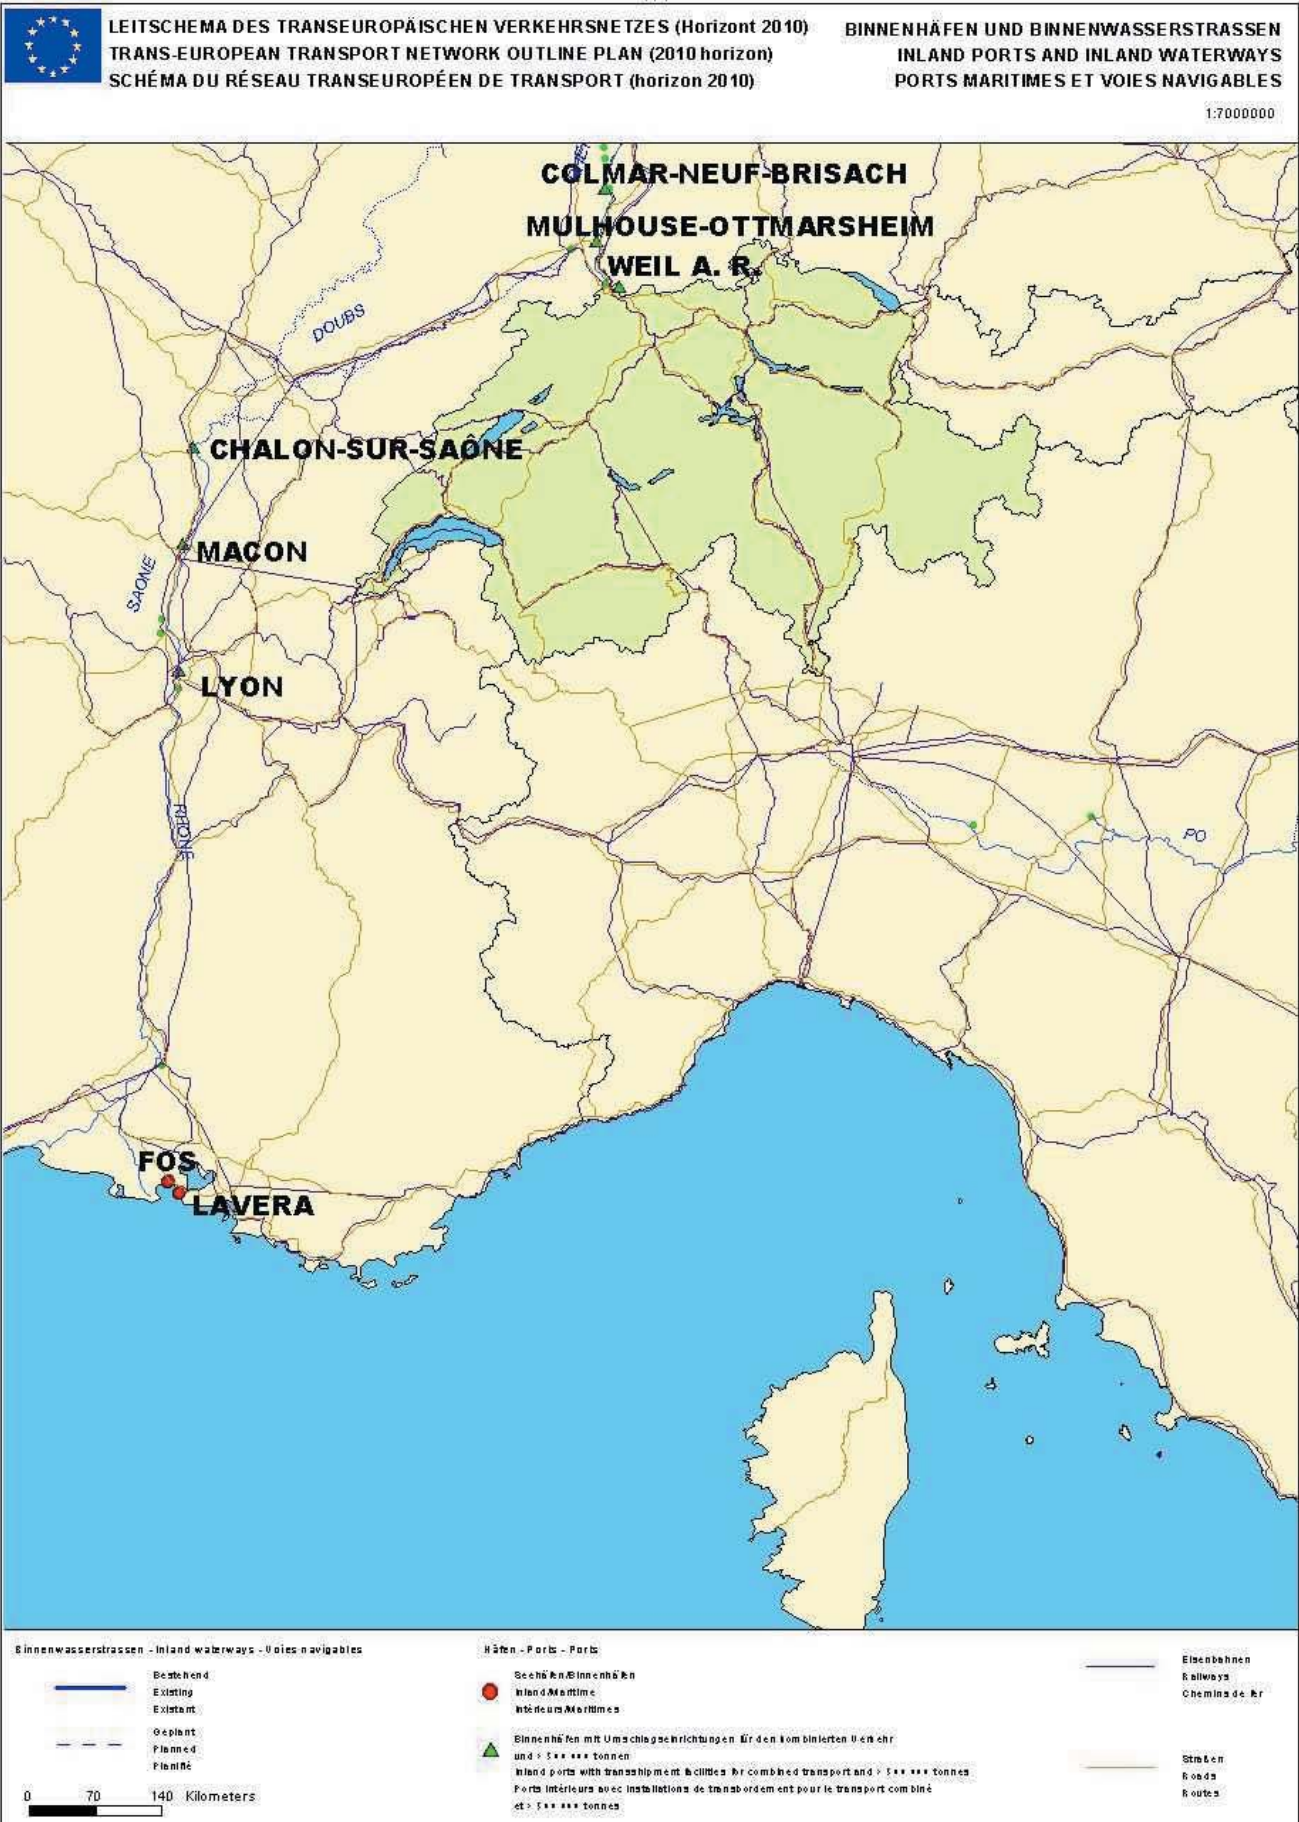 LEITSCHEMA DES TRANSEUROPÄISCHEN VERKEHRSNETZES (Horizont 2010)
TRANS-EUROPEAN TRANSPORT NETWORK OUTLINE PLAN (2010 horizon)
SCHÉMA DU RÉSEAU TRANSEUROPÉEN DE TRANSPORT (horizon 2010)
BINNENHÄFEN UND BINNENWASSERSTRASSEN
INLAND PORTS AND INLAND WATERWAYS
PORTS MARITIMES ET VOIES NAVIGABLES
1:7000000
COLMAR-NEUF-BRISACH
MULHOUSE-OTTMARSHEIM
WEIL A. R.
DOUBS
CHALON-SUR-SAÔNE
MACON
SAONE
LYON
RHONE
PO
FOS
LAVERA
Binnenwasserstrassen - Inland waterways - Voies navigables
Bestehend
Existing
Existant
Geplant
Planned
Planifié
0 70 140 Kilometers
Häfen - Ports - Ports
Seehäfen/Binnenhäfen
Inland/Maritime
Intérieurs/Maritimes
Binnenhäfen mit Umschlagseinrichtungen für den kombinierten Verkehr
und > tonnen
Inland ports with transshipment facilities for combined transport and > tonnes
Ports intérieurs avec installations de transbordement pour le transport combiné
et > tonnes
Eisenbahnen
Railways
Chemins de fer
Straßen
Roads
Routes